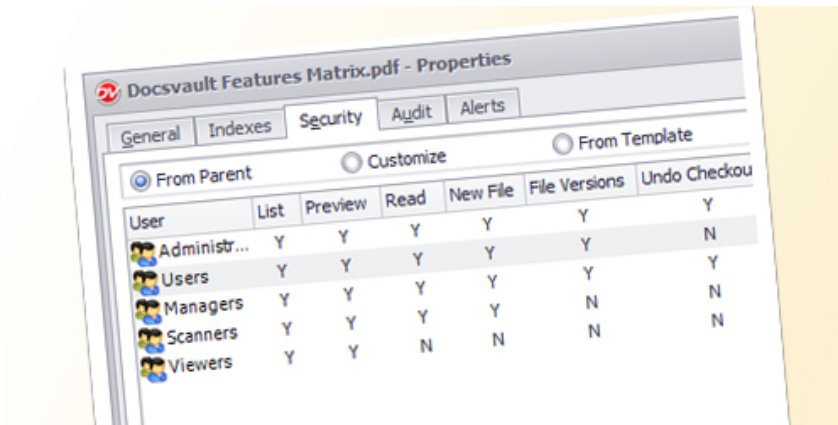 DV Docsvault Features Matrix.pdf - Properties
General Indexes Security Audit Alerts
From Parent Customize From Template
User List Preview Read New File File Versions Undo Checkou
Administr... Y Y Y Y Y Y
Users Y Y Y Y Y N
Managers Y Y Y Y Y Y
Scanners Y Y Y Y N N
Viewers Y Y N N N N